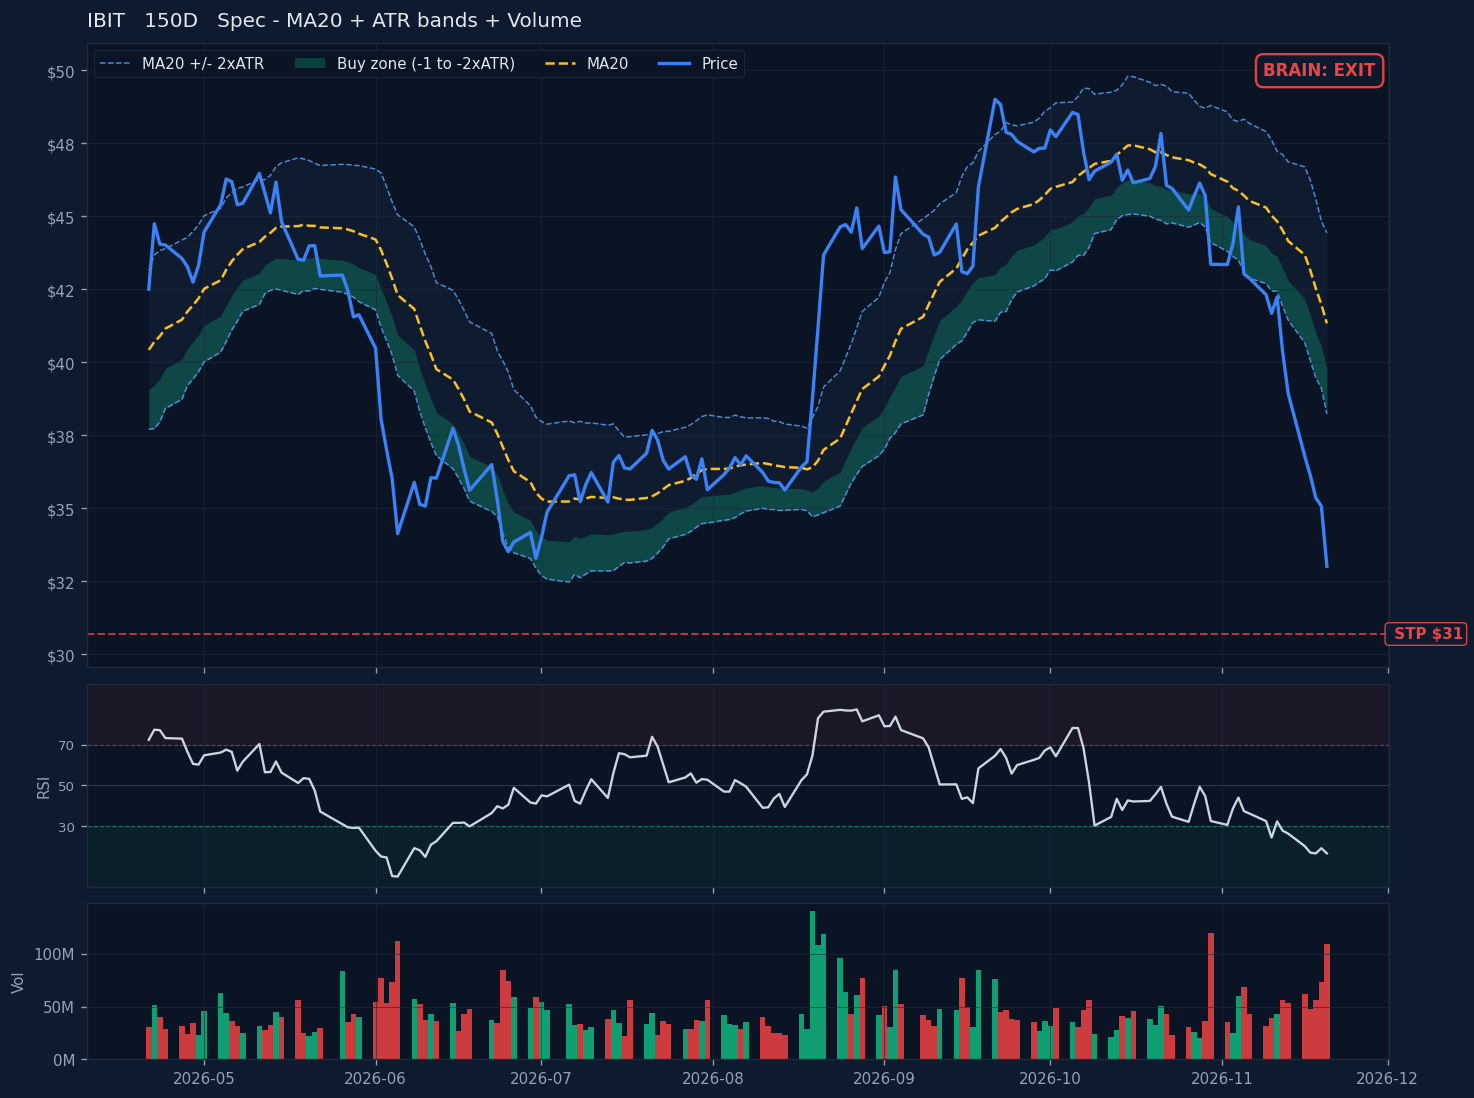 IBIT   150D   Spec - MA20 + ATR bands + Volume
MA20 +/- 2xATR
Buy zone (-1 to -2xATR)
MA20
Price
BRAIN: EXIT
$50
$48
$45
$42
$40
$38
$35
$32
$30
STP $31
RSI
70
50
30
Vol
100M
50M
0M
2026-05
2026-06
2026-07
2026-08
2026-09
2026-10
2026-11
2026-12